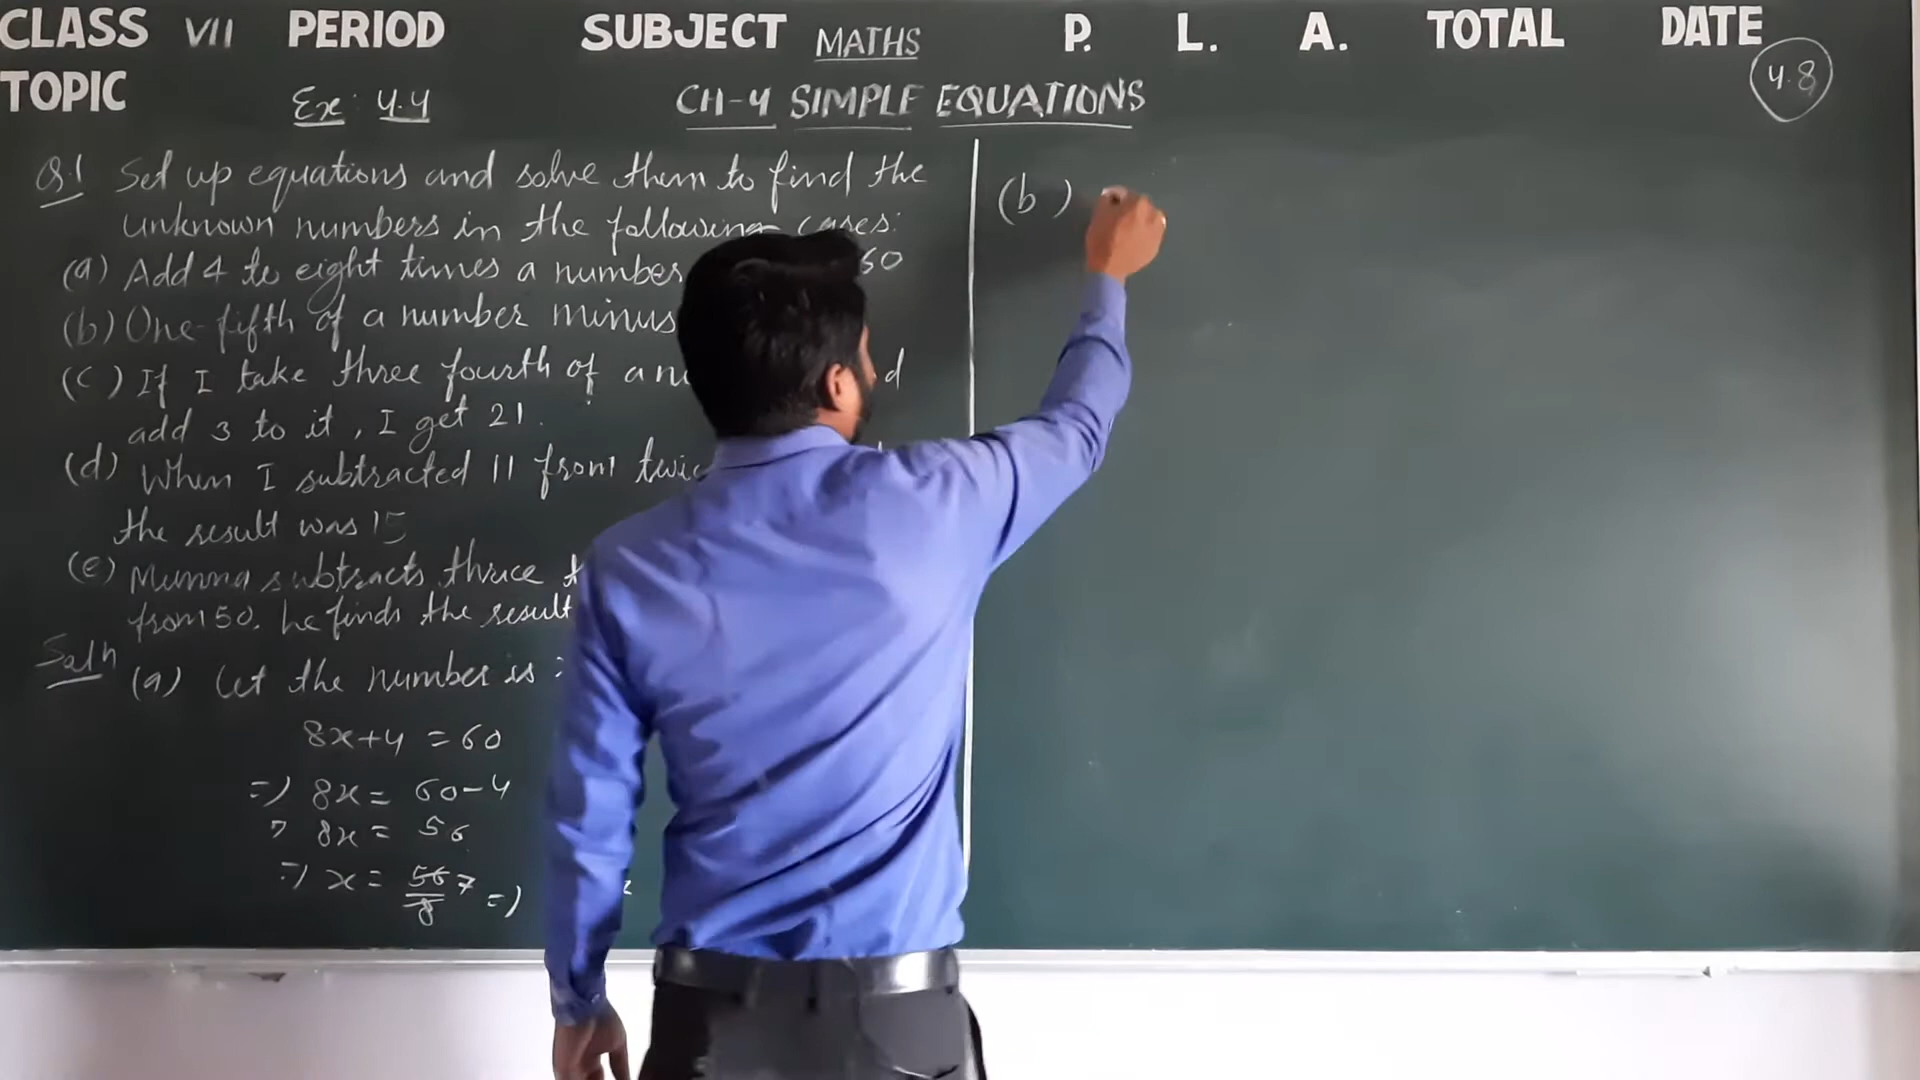 CLASS VII PERIOD SUBJECT MATHS P. L. A. TOTAL DATE
TOPIC Ex: 4.4 CH-4 SIMPLE EQUATIONS 4.8
Q.1 Set up equations and solve them to find the
unknown numbers in the following cases:
(a) Add 4 to eight times a number 60
(b) One-fifth of a number minus
(c) If I take three fourth of a
add 3 to it, I get 21.
(d) When I subtracted 11 from
the result was 15
(e) Munna subtracts thrice
from 50. he finds the result
Soln
(a) Let the number is
8x+4 = 60
=) 8x = 60-4
8x = 56
=) x = 56/8 7 =)
(b)